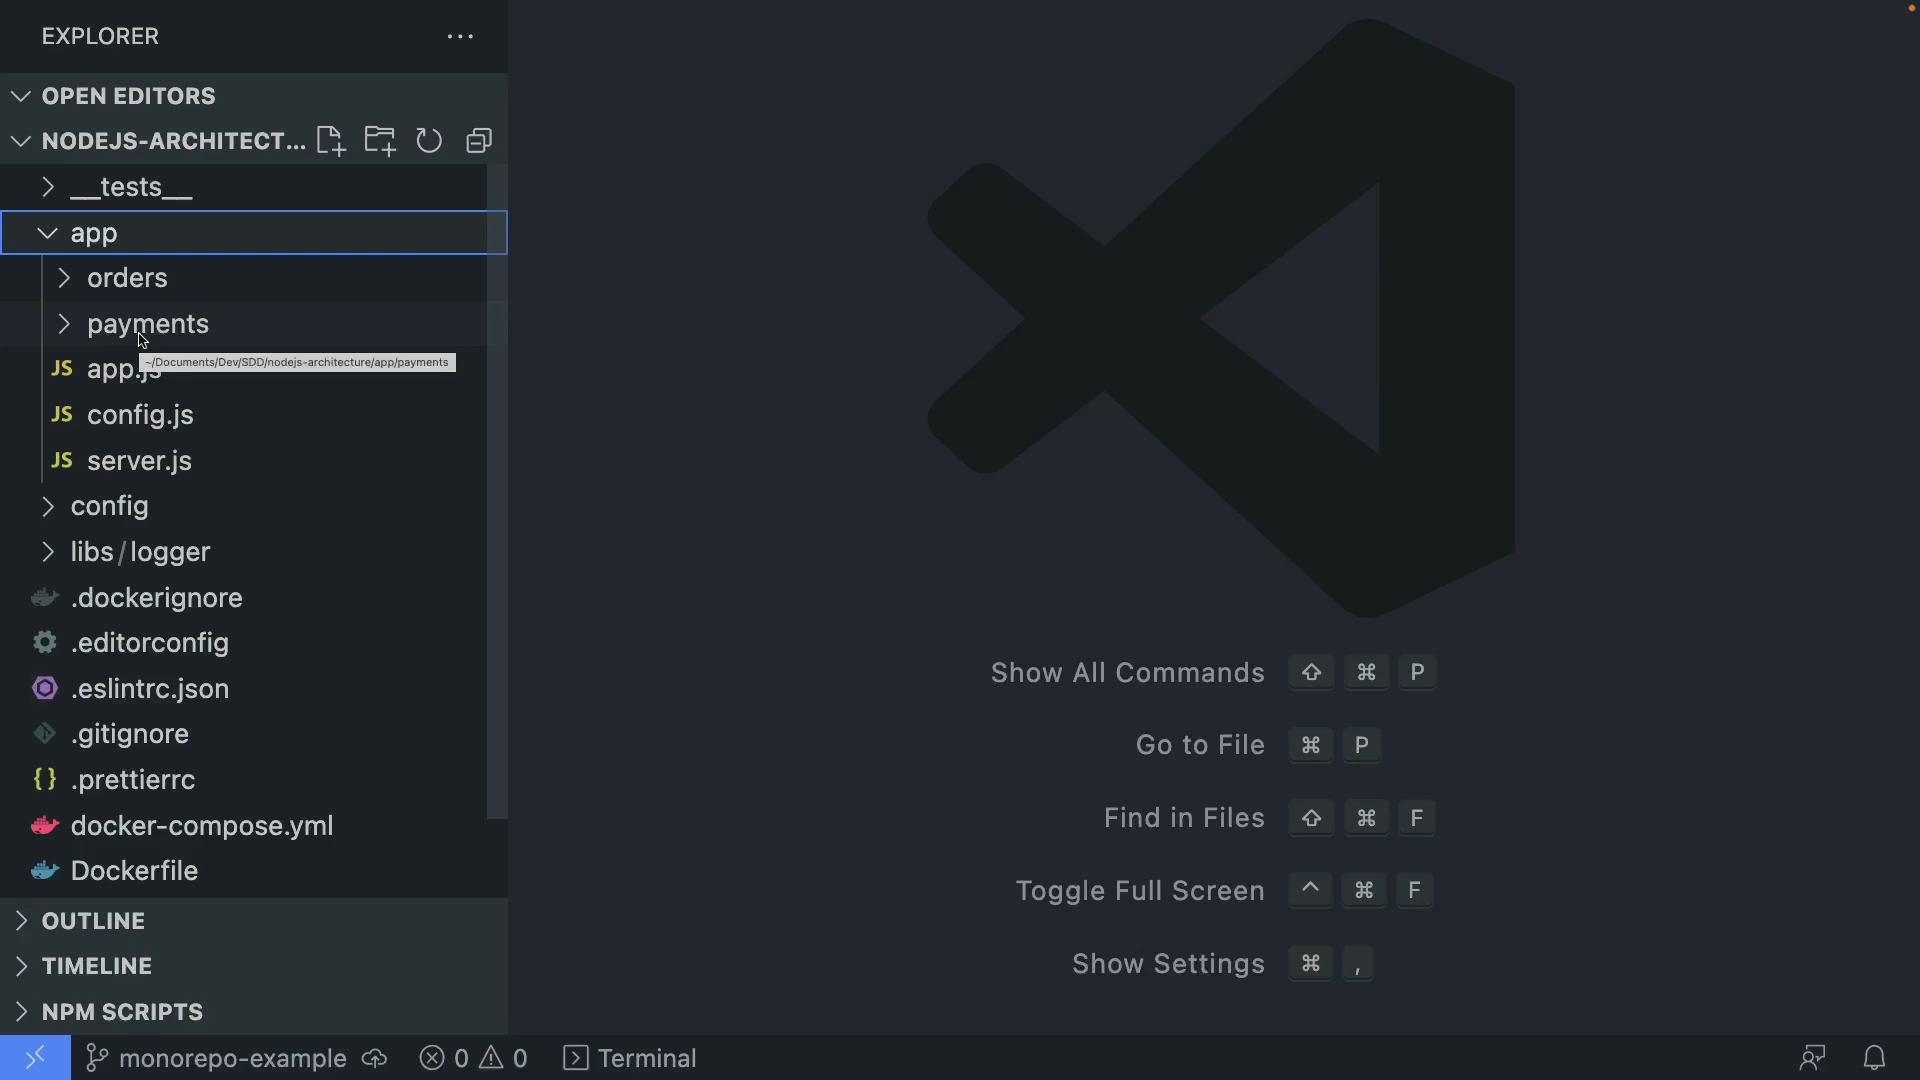 EXPLORER
OPEN EDITORS
NODEJS-ARCHITECT...
__tests__
app
orders
payments
~/Documents/Dev/SDD/nodejs-architecture/app/payments
JS app.js
JS config.js
JS server.js
config
libs/logger
.dockerignore
.editorconfig
.eslintrc.json
.gitignore
{} .prettierrc
docker-compose.yml
Dockerfile
OUTLINE
TIMELINE
NPM SCRIPTS
Show All Commands ⇧ ⌘ P
Go to File ⌘ P
Find in Files ⇧ ⌘ F
Toggle Full Screen ^ ⌘ F
Show Settings ⌘ ,
monorepo-example 0 0 Terminal